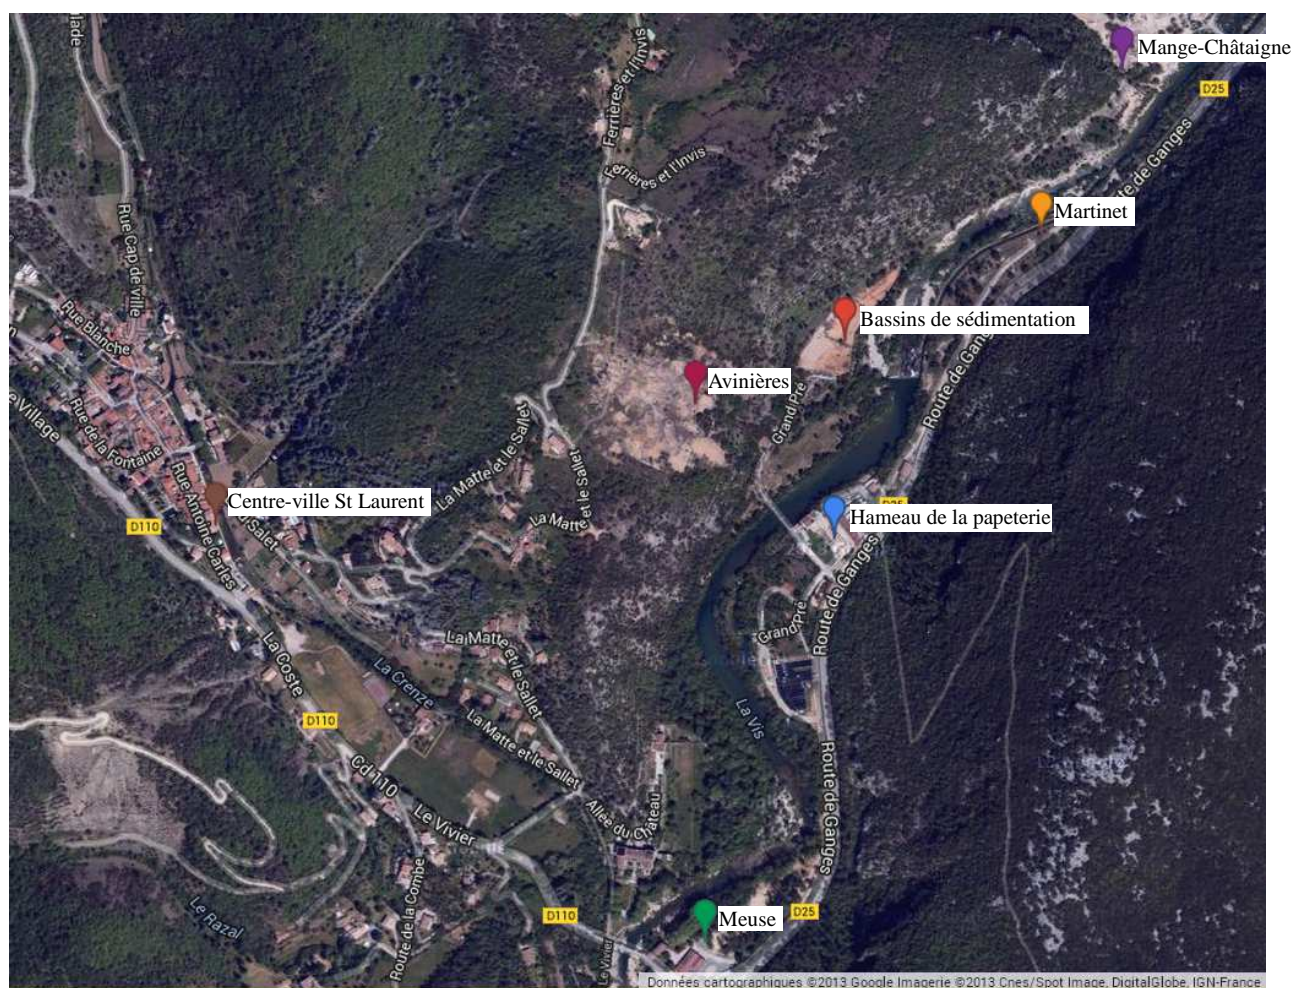 Mange-Châtaigne
D25
Route de Ganges
Martinet
Ferrières et l'Invis
Ferrières et l'Invis
Rue Cap de ville
Rue Blanche
Bassins de sédimentation
Route de Ganges
Avinières
Grand Pré
Village
Rue de la Fontaine
La Matte et le Sallet
La Matte et le Sallet
La Matte
Centre-ville St Laurent
Rue Antoine Carles
D110
Salet
D25
Hameau de la papeterie
Route de Ganges
Grand Pré
La Coste
La Crenze
La Matte et le Sallet
La Matte et le Sallet
La Vis
D110
Cd 110
Le Vivier
Allée du Château
Route de Ganges
Le Razal
Route de la Combe
D110
Meuse
D25
Le Vivier
Données cartographiques ©2013 Google Imagerie ©2013 Cnes/Spot Image, DigitalGlobe, IGN-France